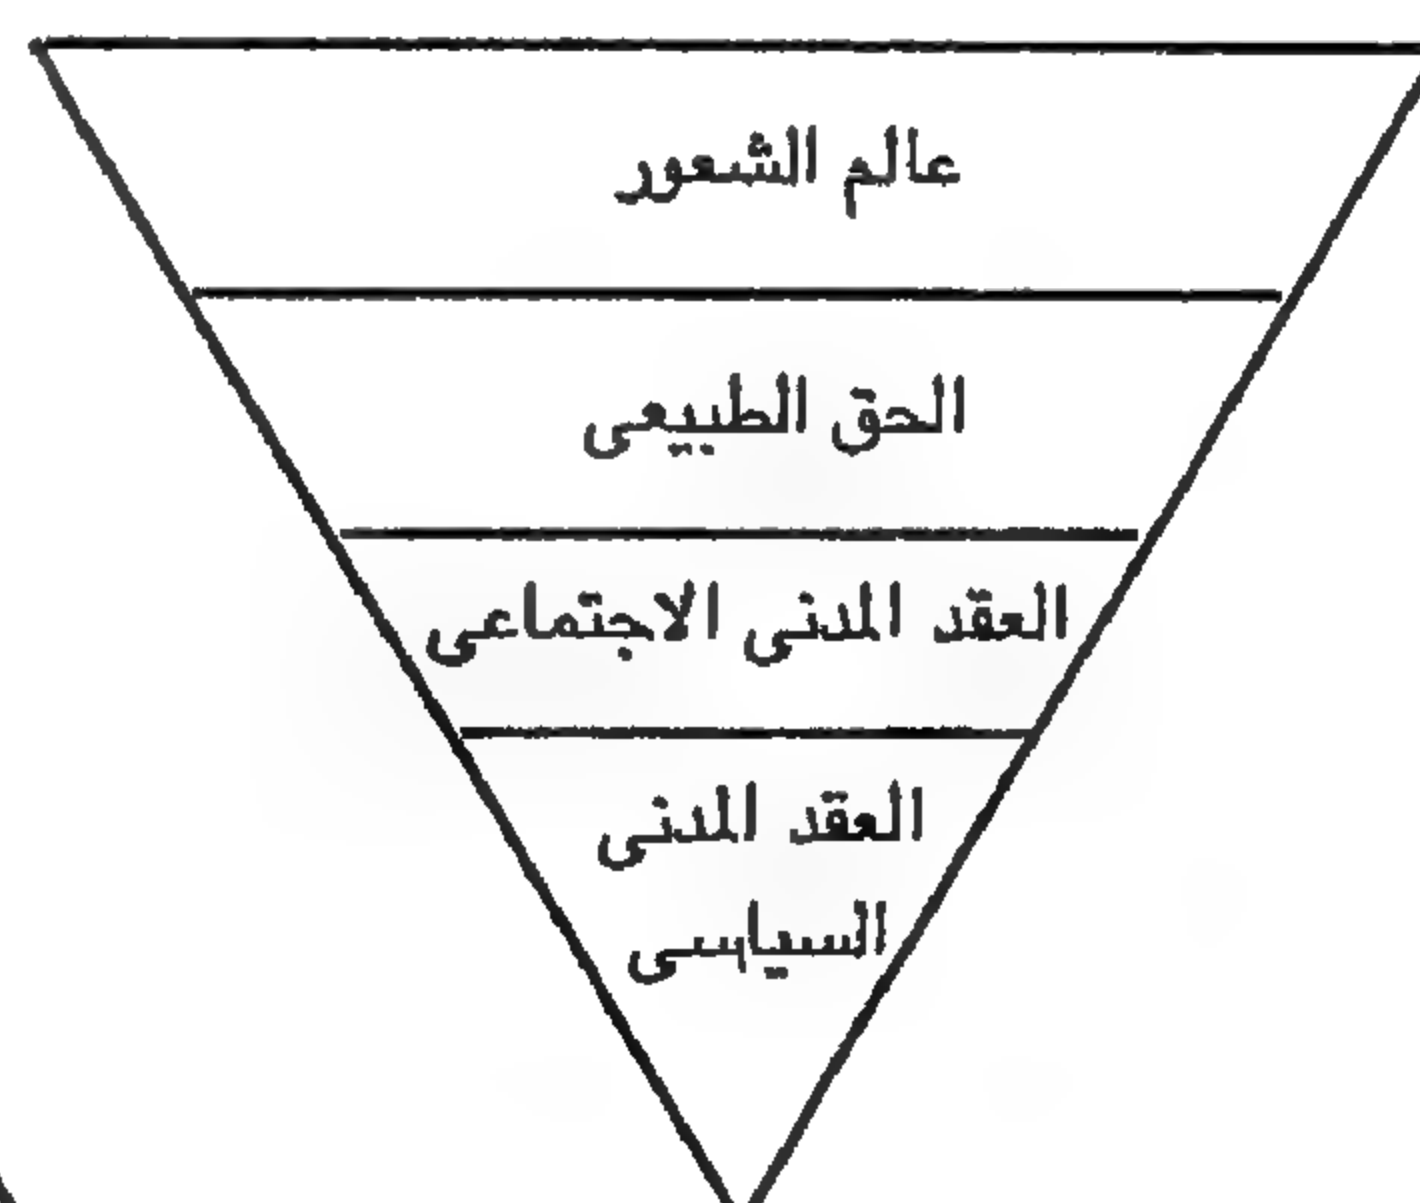 عالم الشعور
الحق الطبيعى
العقد المدنى الاجتماعى
العقد المدنى
السياسى